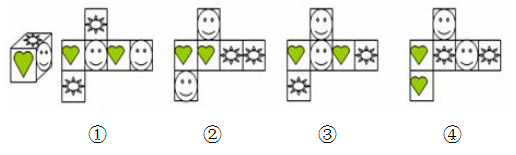 ① ② ③ ④